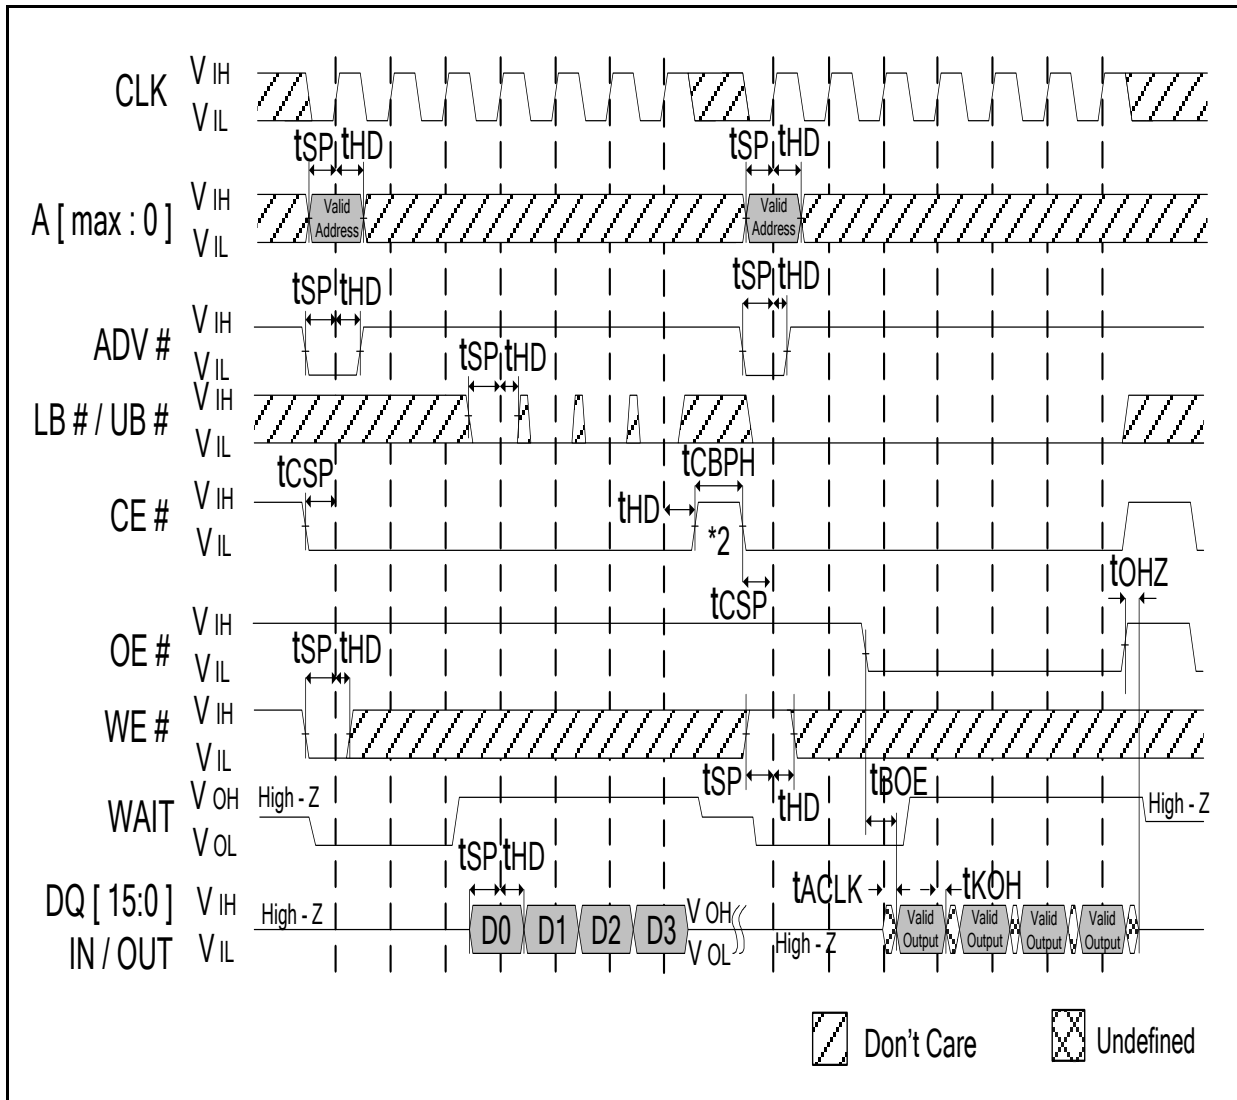 CLK V IH
V IL
tSP tHD tSP tHD
A [ max : 0 ] V IH
Valid Address Valid Address
V IL
tSP tHD tSP tHD
ADV # V IH
V IL
tSP tHD
LB # / UB # V IH
V IL
tCSP tCBPH
CE # V IH
tHD
*2
V IL
tCSP tOHZ
OE # V IH
V IL
tSP tHD
WE # V IH
V IL
tSP tHD tBOE
WAIT V OH High - Z High - Z
V OL
tSP tHD tACLK tKOH
DQ [ 15:0 ] V IH High - Z D0 D1 D2 D3 V OH Valid Output Valid Output Valid Output Valid Output
IN / OUT V IL V OL High - Z
Don't Care Undefined